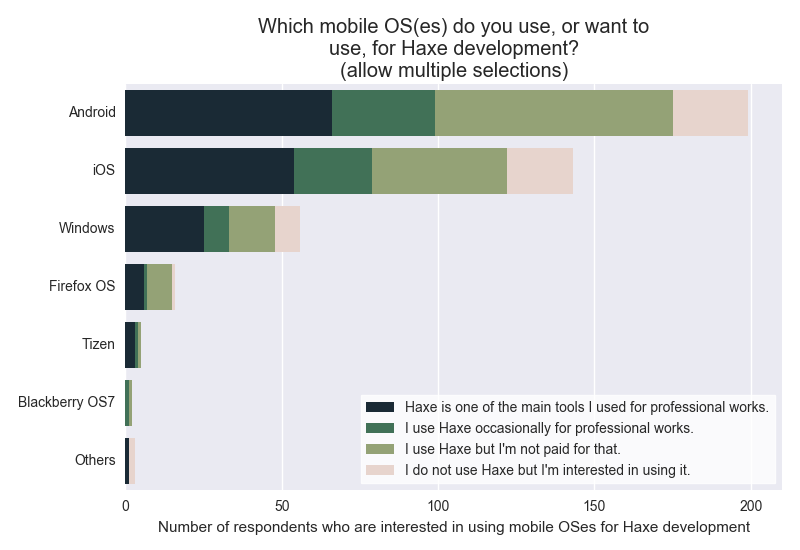 Which mobile OS(es) do you use, or want to
use, for Haxe development?
(allow multiple selections)
Android
iOS
Windows
Firefox OS
Tizen
Blackberry OS7
Others
Haxe is one of the main tools I used for professional works.
I use Haxe occasionally for professional works.
I use Haxe but I'm not paid for that.
I do not use Haxe but I'm interested in using it.
0 50 100 150 200
Number of respondents who are interested in using mobile OSes for Haxe development